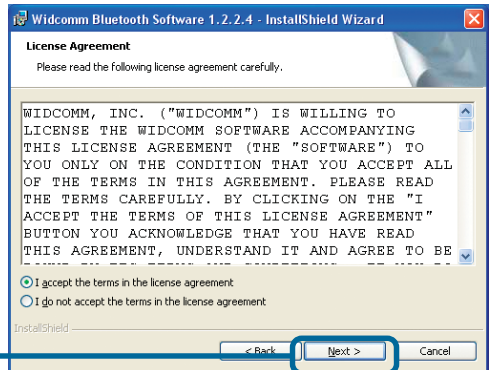 Widcomm Bluetooth Software 1.2.2.4 - InstallShield Wizard
License Agreement
Please read the following license agreement carefully.
WIDCOMM, INC. ("WIDCOMM") IS WILLING TO
LICENSE THE WIDCOMM SOFTWARE ACCOMPANYING
THIS LICENSE AGREEMENT (THE "SOFTWARE") TO
YOU ONLY ON THE CONDITION THAT YOU ACCEPT ALL
OF THE TERMS IN THIS AGREEMENT. PLEASE READ
THE TERMS CAREFULLY. BY CLICKING ON THE "I
ACCEPT THE TERMS OF THIS LICENSE AGREEMENT"
BUTTON YOU ACKNOWLEDGE THAT YOU HAVE READ
THIS AGREEMENT, UNDERSTAND IT AND AGREE TO BE
I accept the terms in the license agreement
I do not accept the terms in the license agreement
InstallShield
< Back Next > Cancel